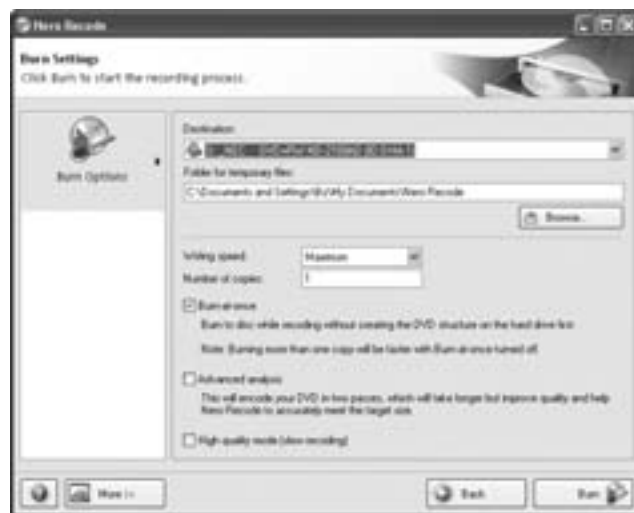 Nero Recode
Burn Settings
Click Burn to start the recording process.
Burn Options
Destination:
Folder for temporary files:
C:\Documents and Settings\ My Documents\Nero Recode
Browse...
Writing speed:
Maximum
Number of copies:
1
Burn-at-once
Burn to disc while recoding without creating the DVD structure on the hard drive first
Note: Burning more than one copy will be faster with Burn-at-once turned off.
Advanced analysis
This will encode your DVD in two passes, which will take longer but improve quality and help
Nero Recode to accurately meet the target size.
High quality mode (slow recoding)
More >>
Back
Burn